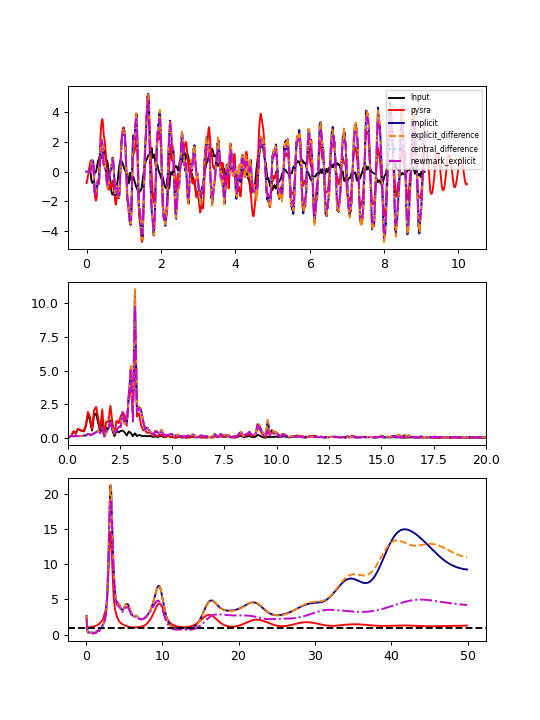 4
2
0
−2
−4
Input
pysra
implicit
explicit_difference
central_difference
newmark_explicit
0 2 4 6 8 10
10.0
7.5
5.0
2.5
0.0
0.0 2.5 5.0 7.5 10.0 12.5 15.0 17.5 20.0
20
15
10
5
0
0 10 20 30 40 50